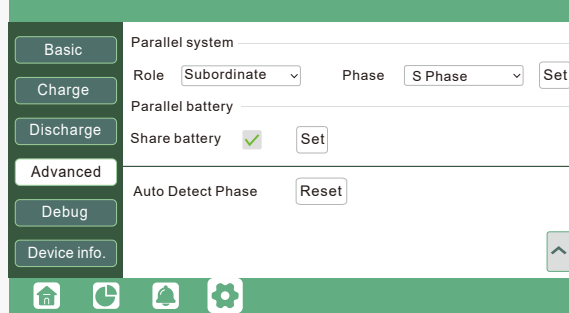 Basic
Charge
Discharge
Advanced
Debug
Device info.
Parallel system
Role Subordinate Phase S Phase Set
Parallel battery
Share battery Set
Auto Detect Phase Reset